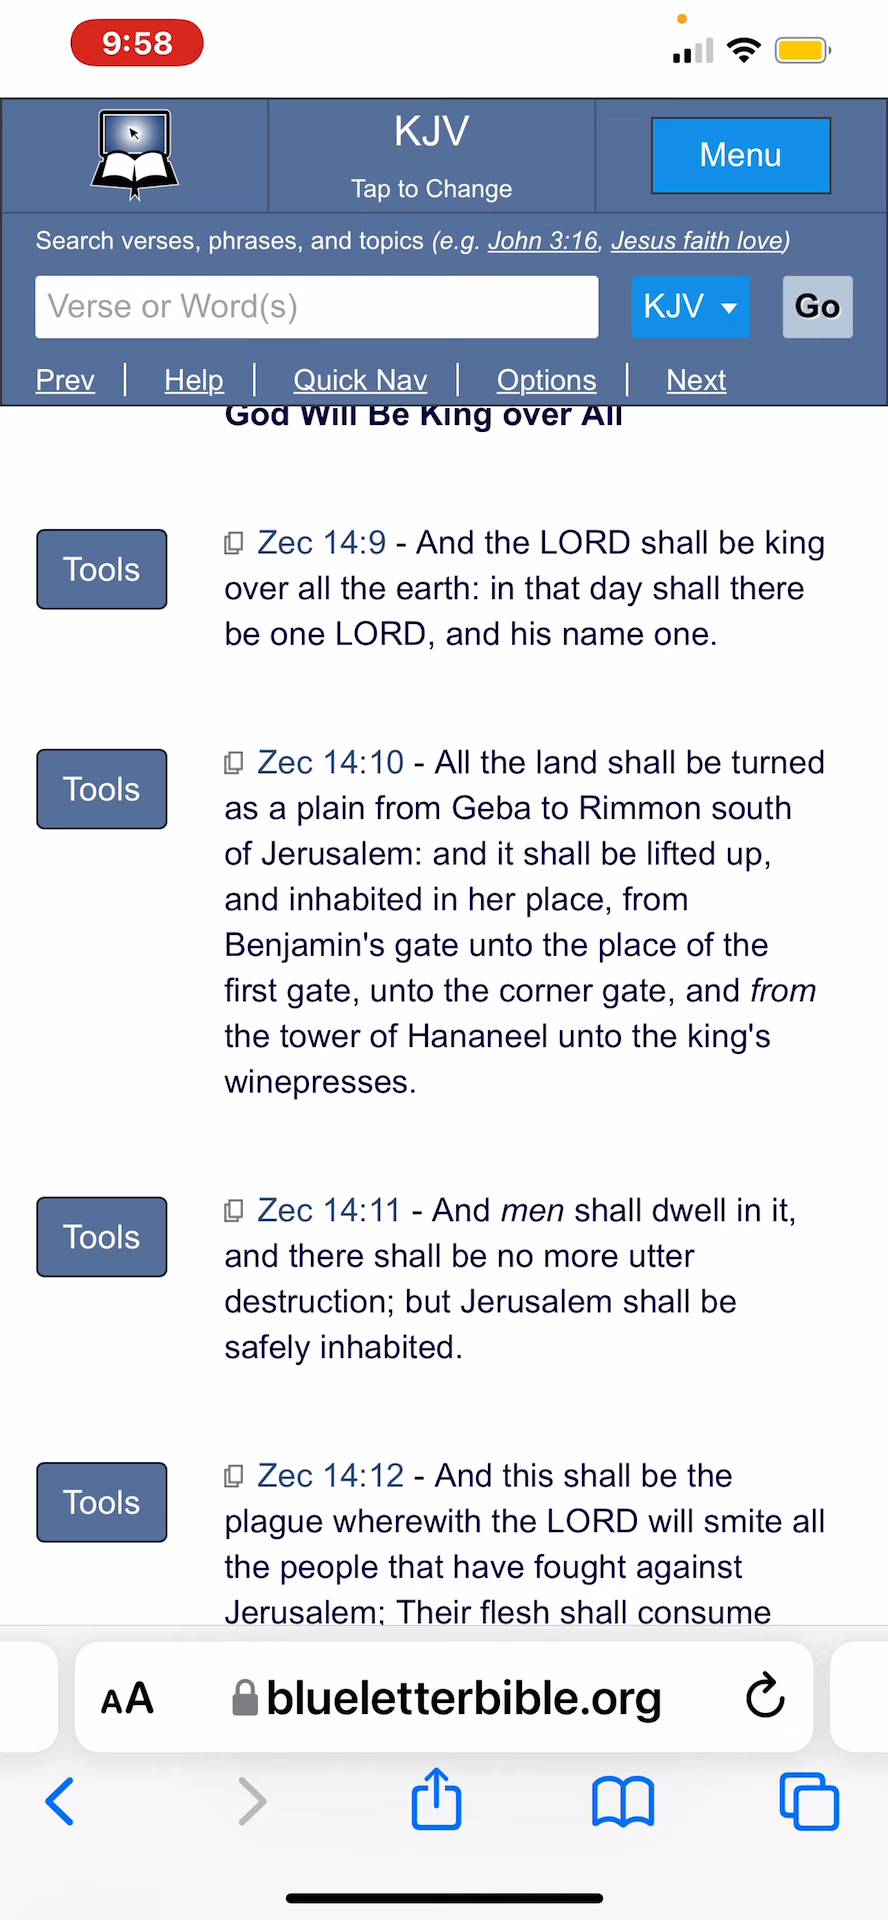 9:58
KJV
Tap to Change
Menu
Search verses, phrases, and topics (e.g. John 3:16, Jesus faith love)
Verse or Word(s)
KJV
Go
Prev | Help | Quick Nav | Options | Next
God Will Be King over All
Tools
Zec 14:9 - And the LORD shall be king
over all the earth: in that day shall there
be one LORD, and his name one.
Tools
Zec 14:10 - All the land shall be turned
as a plain from Geba to Rimmon south
of Jerusalem: and it shall be lifted up,
and inhabited in her place, from
Benjamin's gate unto the place of the
first gate, unto the corner gate, and from
the tower of Hananeel unto the king's
winepresses.
Tools
Zec 14:11 - And men shall dwell in it,
and there shall be no more utter
destruction; but Jerusalem shall be
safely inhabited.
Tools
Zec 14:12 - And this shall be the
plague wherewith the LORD will smite all
the people that have fought against
Jerusalem; Their flesh shall consume
AA
blueletterbible.org